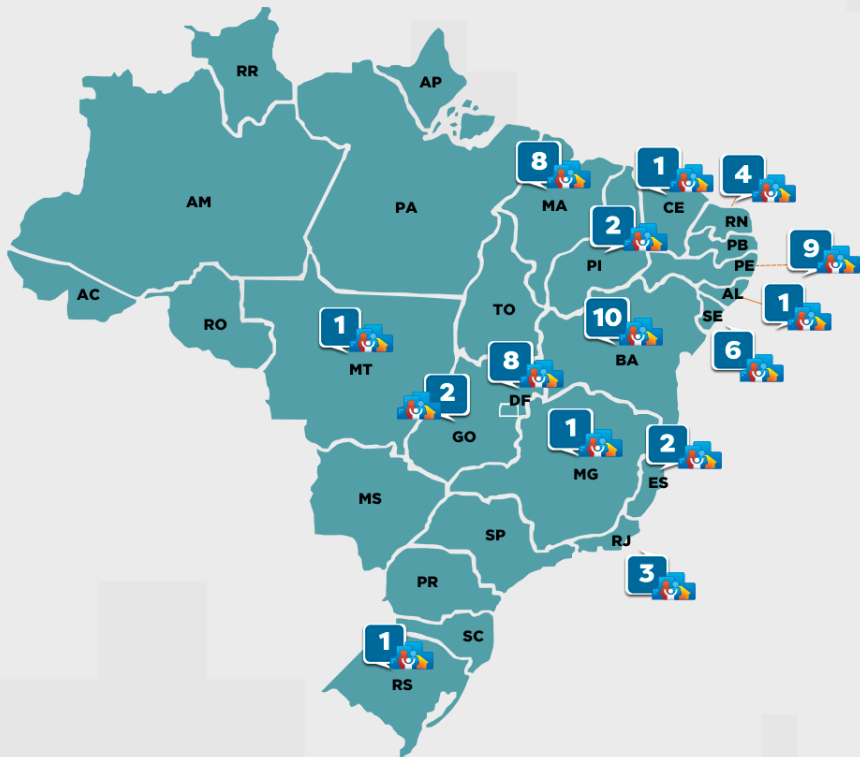 RR
AP
8
1
4
AM
PA
MA
CE
RN
2
PB
9
PI
PE
AC
AL
1
RO
TO
10
SE
1
6
MT
8
BA
2
DF
GO
1
2
MG
ES
MS
SP
RJ
3
PR
1
SC
RS